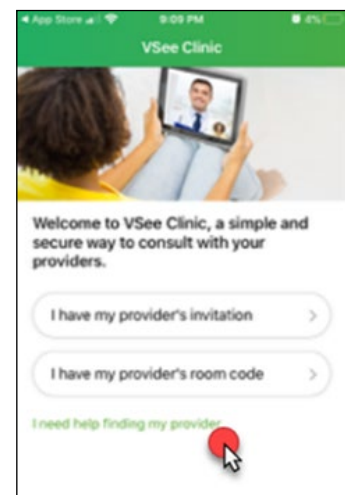 App Store 9:09 PM 4%
VSee Clinic
Welcome to VSee Clinic, a simple and
secure way to consult with your
providers.
I have my provider's invitation
I have my provider's room code
I need help finding my provider